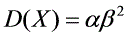 D(X) = αβ²